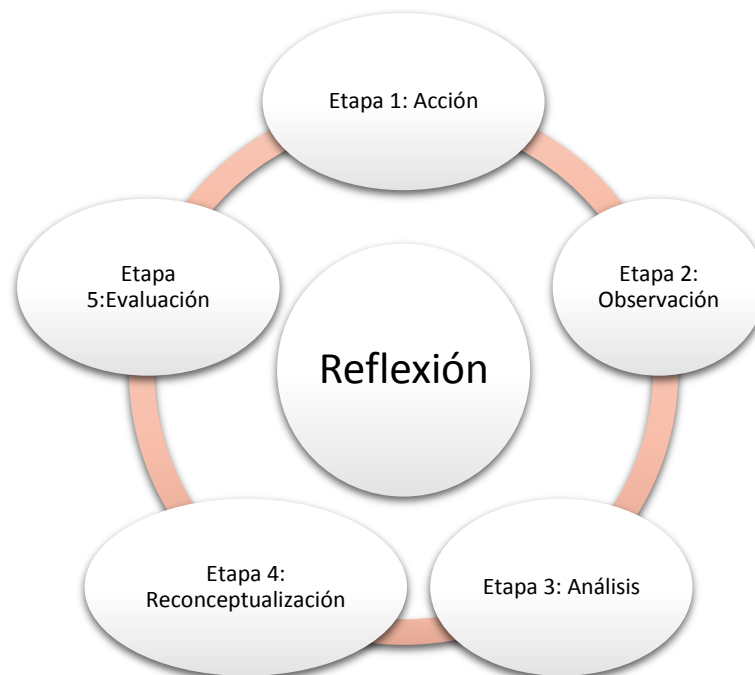 Etapa 1: Acción
Etapa 2:
Observación
Etapa 3: Análisis
Etapa 4:
Reconceptualización
Etapa
5:Evaluación
Reflexión